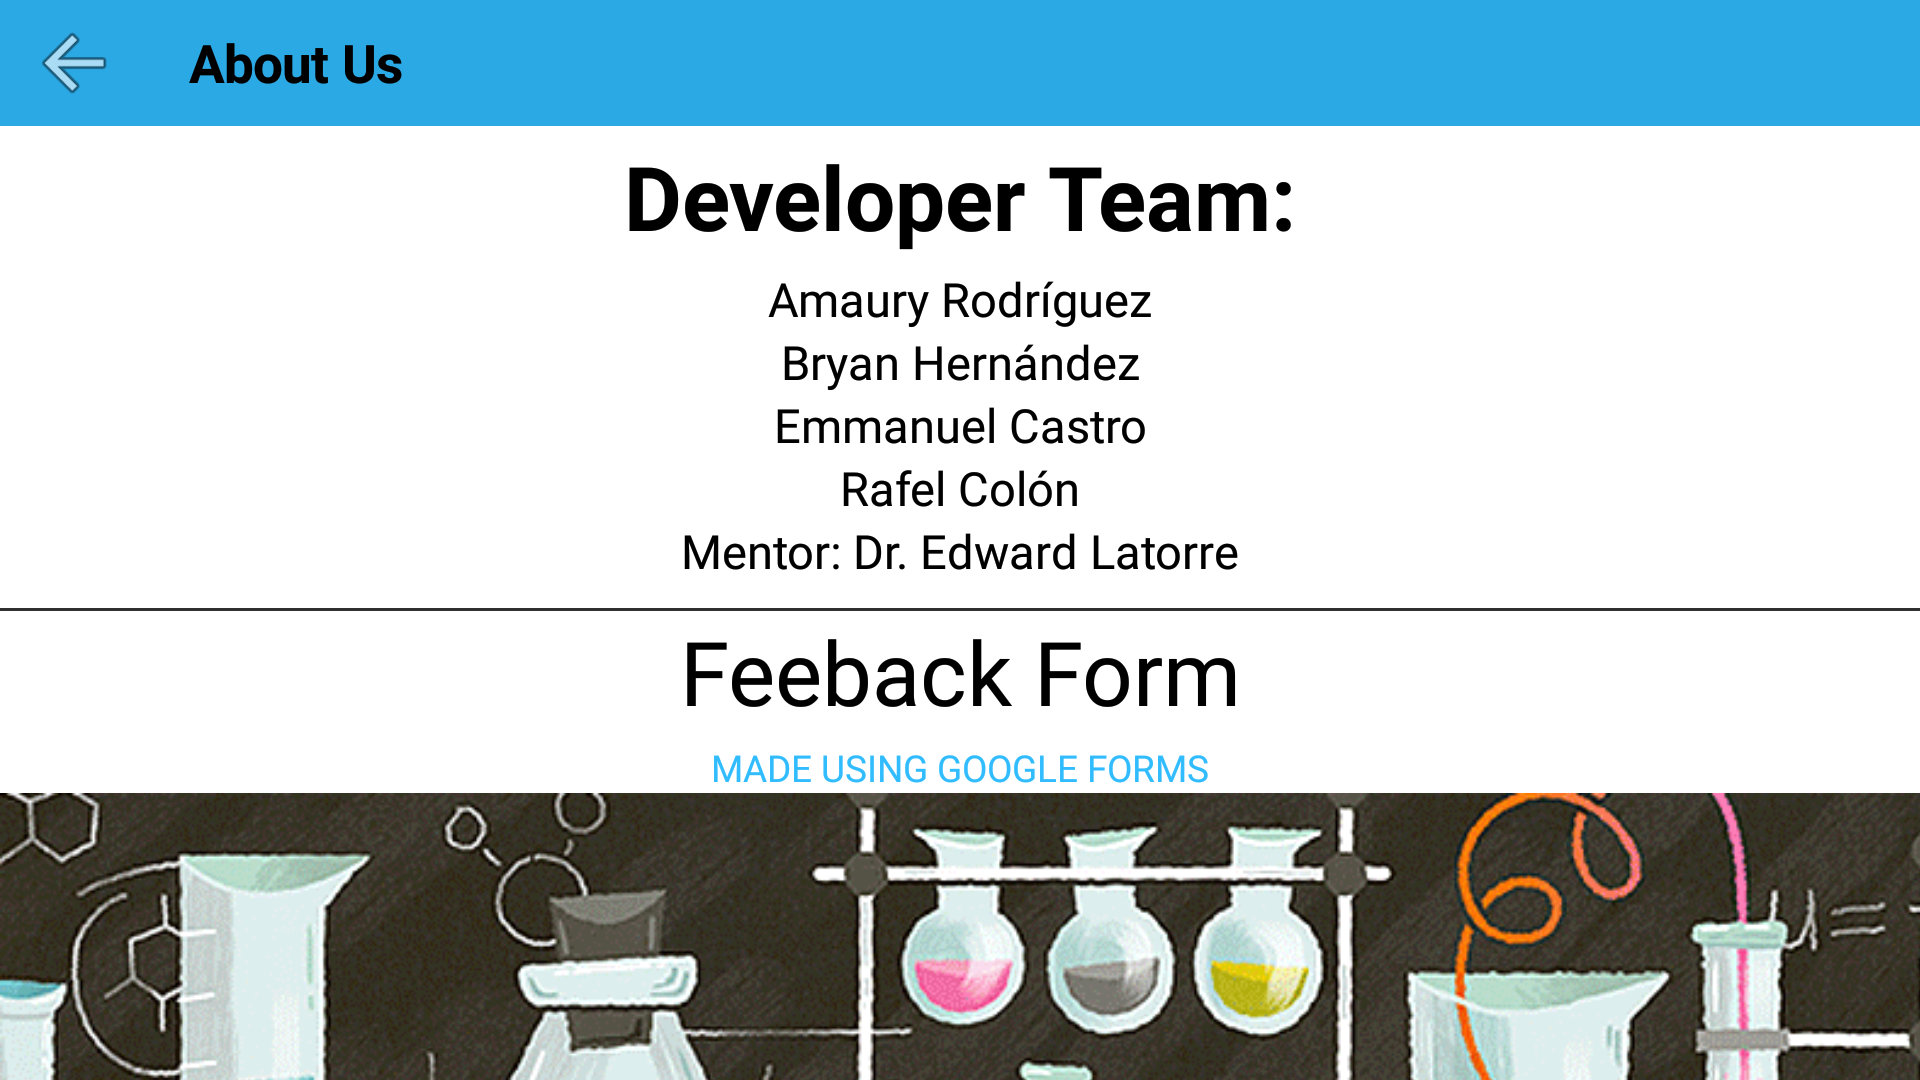 About Us
Developer Team:
Amaury Rodríguez
Bryan Hernández
Emmanuel Castro
Rafel Colón
Mentor: Dr. Edward Latorre
Feeback Form
MADE USING GOOGLE FORMS
μ =